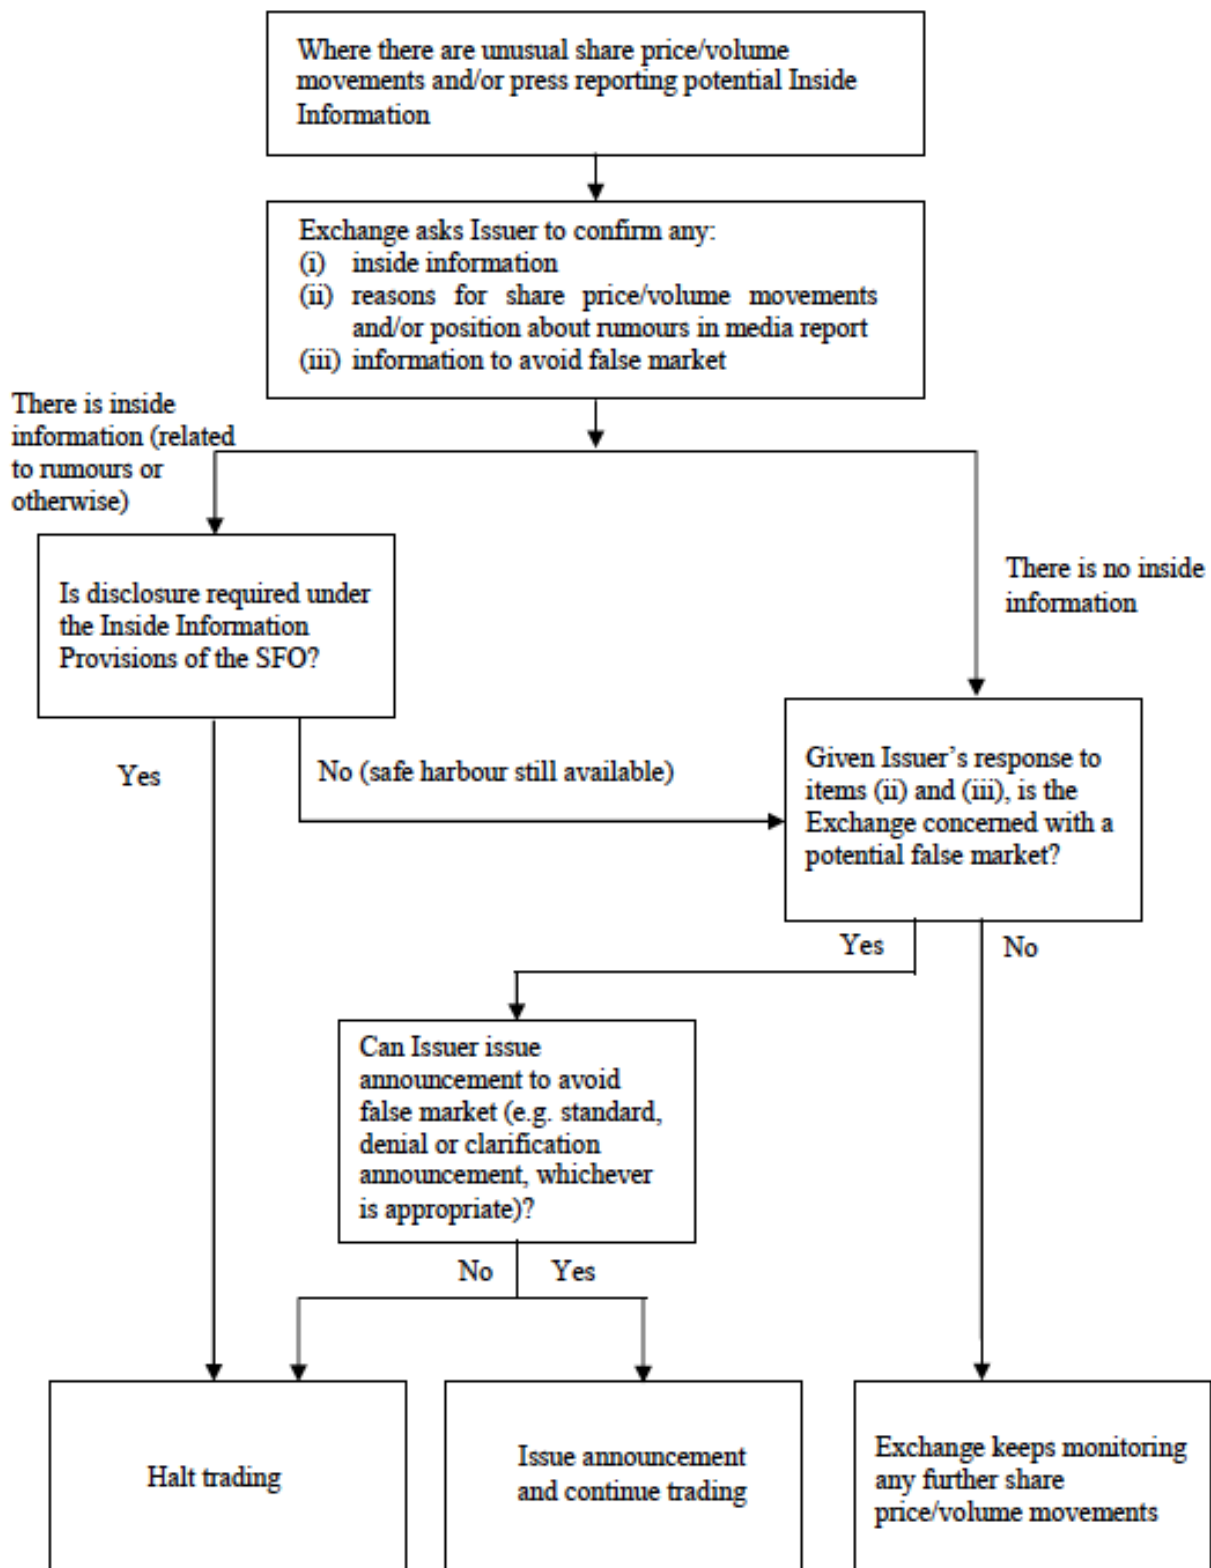 Where there are unusual share price/volume
movements and/or press reporting potential Inside
Information
Exchange asks Issuer to confirm any:
(i) inside information
(ii) reasons for share price/volume movements
and/or position about rumours in media report
(iii) information to avoid false market
There is inside
information (related
to rumours or
otherwise)
Is disclosure required under
the Inside Information
Provisions of the SFO?
There is no inside
information
Yes
No (safe harbour still available)
Given Issuer’s response to
items (ii) and (iii), is the
Exchange concerned with a
potential false market?
Yes
No
Can Issuer issue
announcement to avoid
false market (e.g. standard,
denial or clarification
announcement, whichever
is appropriate)?
No
Yes
Halt trading
Issue announcement
and continue trading
Exchange keeps monitoring
any further share
price/volume movements